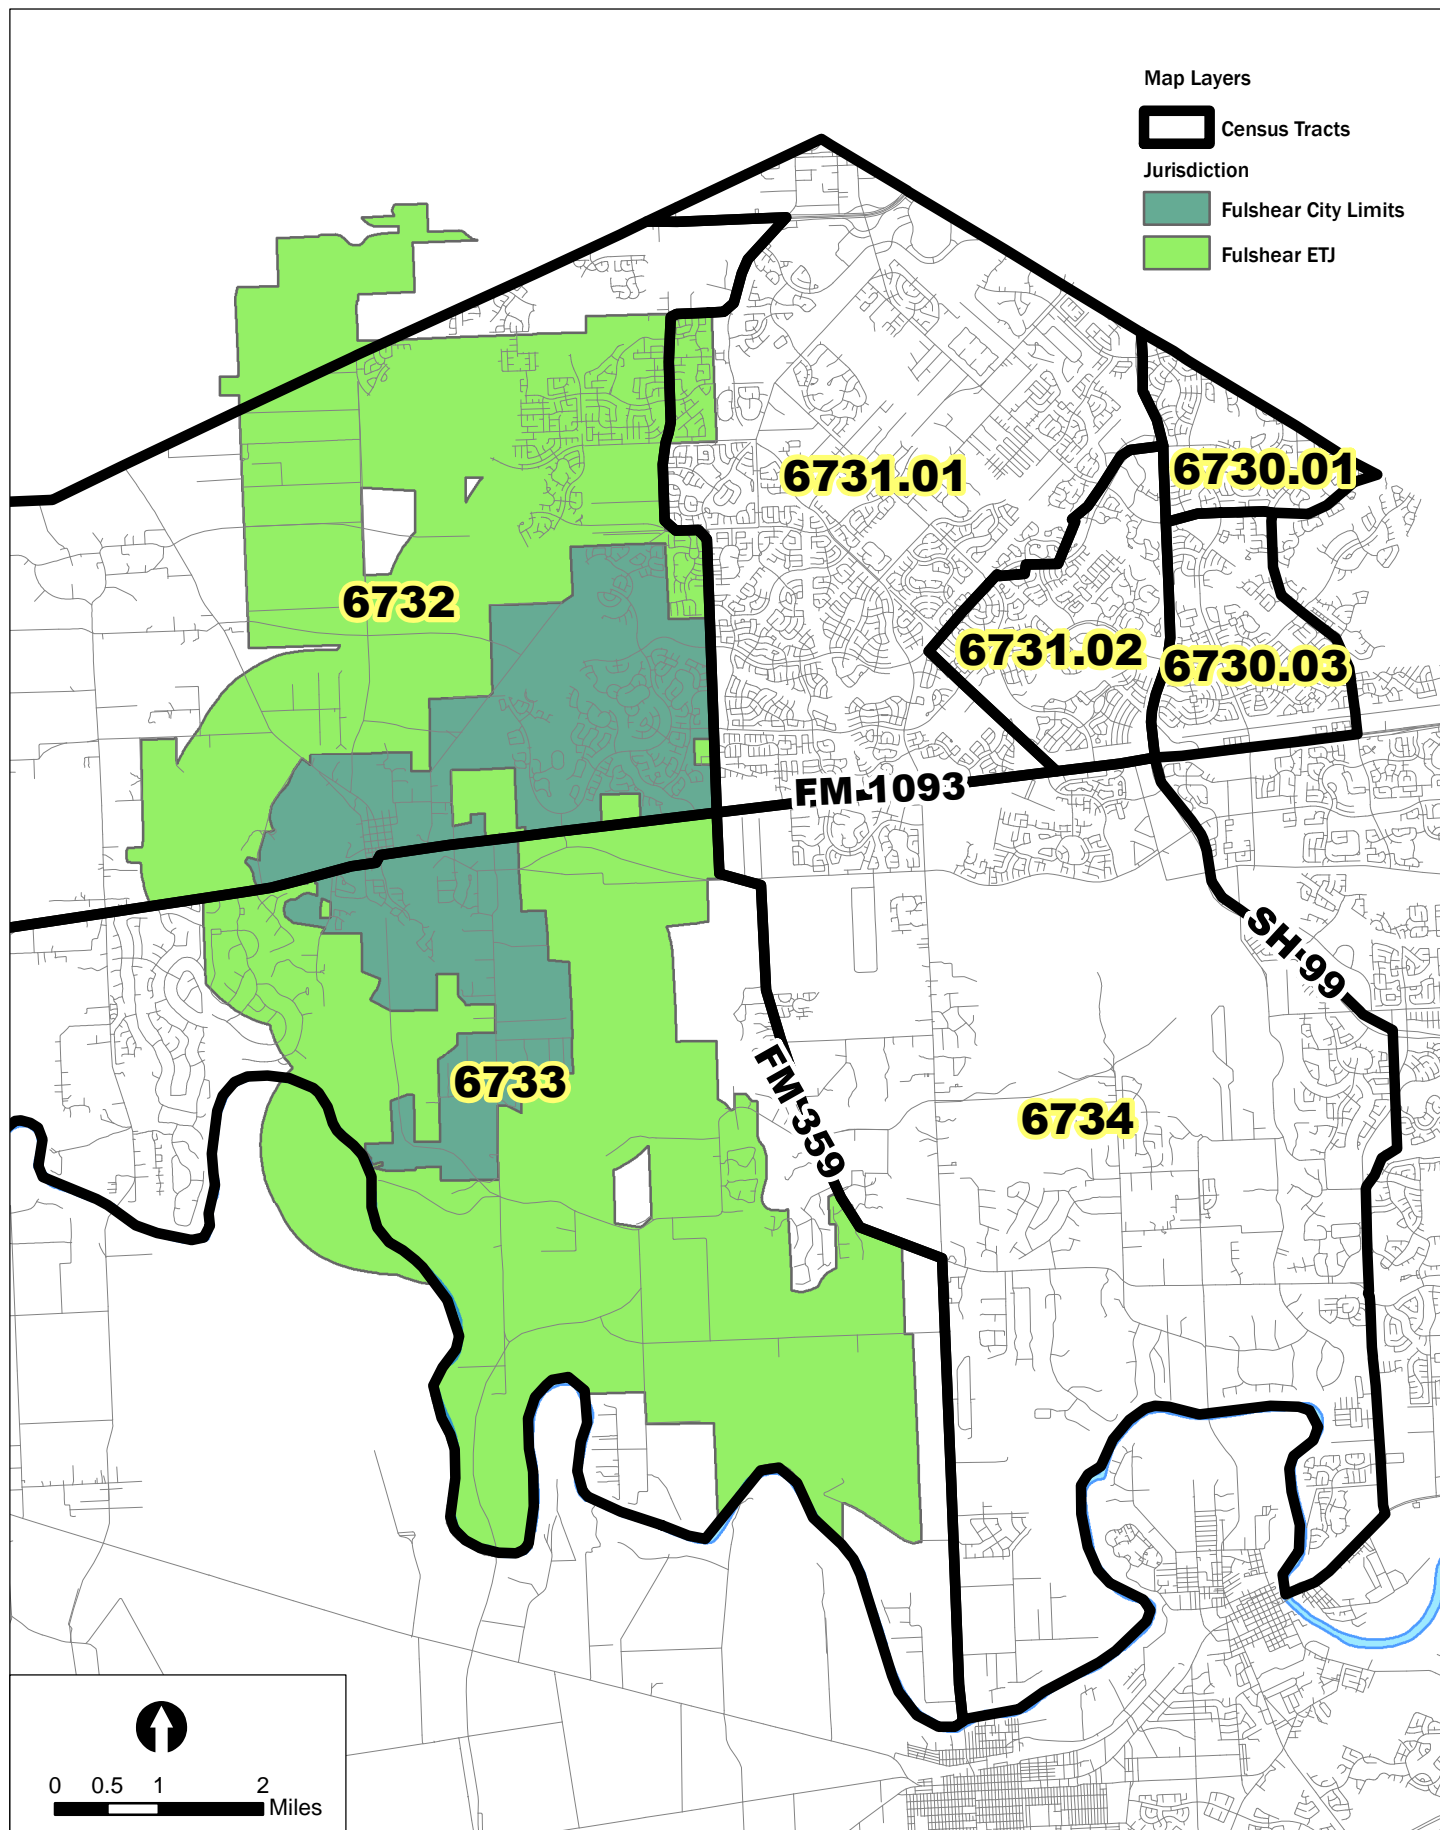 Map Layers
Census Tracts
Jurisdiction
Fulshear City Limits
Fulshear ETJ
6731.01
6730.01
6732
6731.02
6730.03
FM 1093
SH 99
6733
FM 359
6734
0 0.5 1 2
Miles